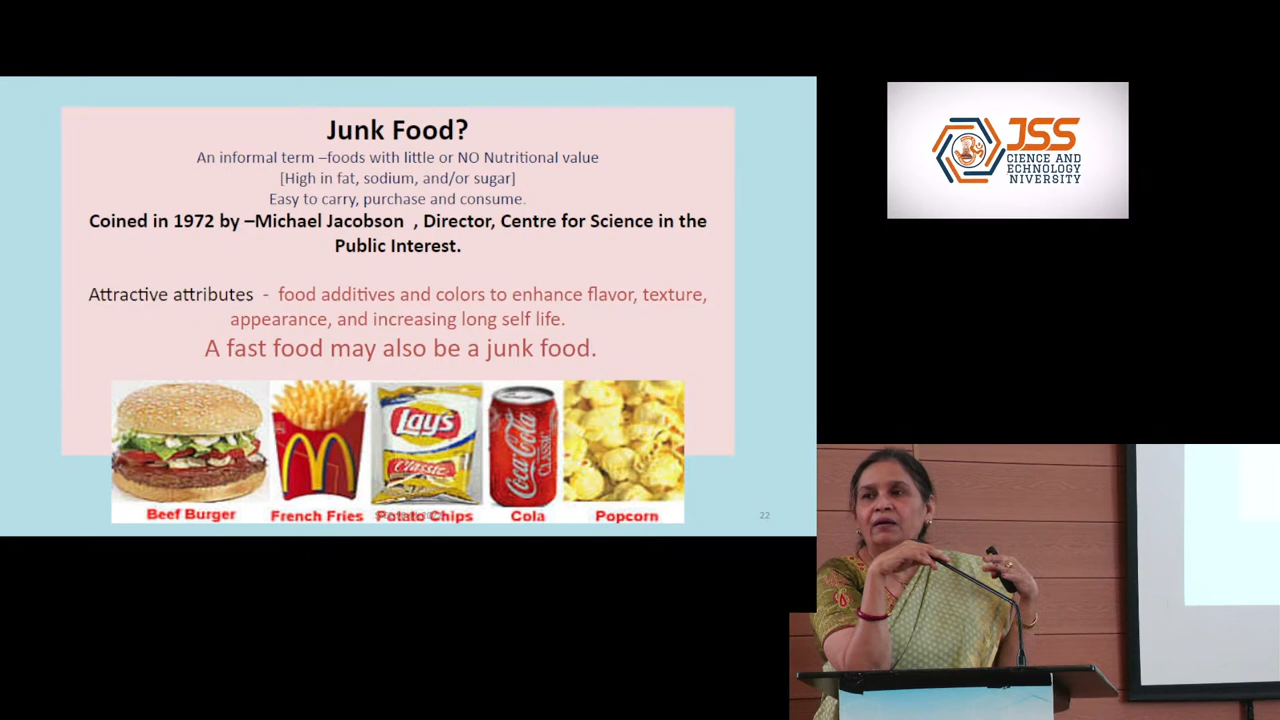 Junk Food?
An informal term –foods with little or NO Nutritional value
[High in fat, sodium, and/or sugar]
Easy to carry, purchase and consume.
Coined in 1972 by –Michael Jacobson , Director, Centre for Science in the
Public Interest.
Attractive attributes - food additives and colors to enhance flavor, texture,
appearance, and increasing long self life.
A fast food may also be a junk food.
Lay's
Classic
Coca-Cola
CLASSIC
Beef Burger
French Fries
Potato Chips
Cola
Popcorn
22
JSS
CIENCE AND
ECHNOLOGY
NIVERSITY